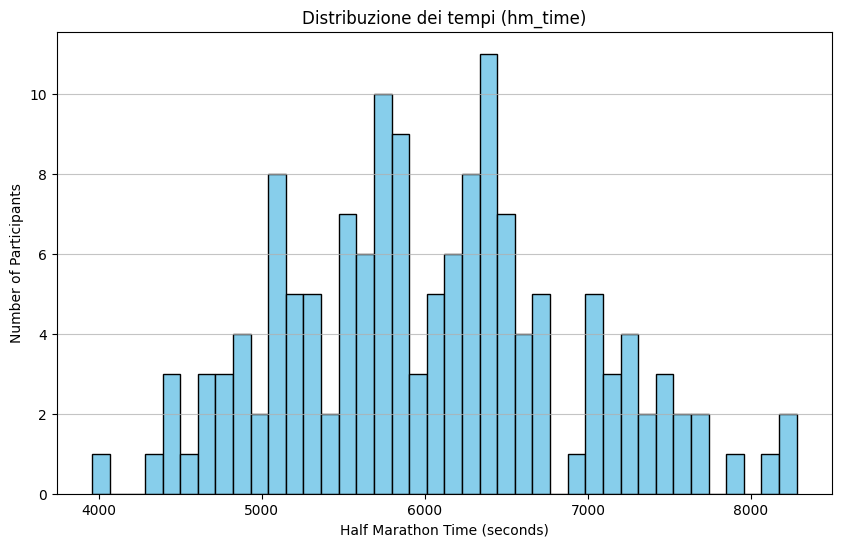 Distribuzione dei tempi (hm_time)
10
8
6
4
2
0
Number of Participants
4000 5000 6000 7000 8000
Half Marathon Time (seconds)